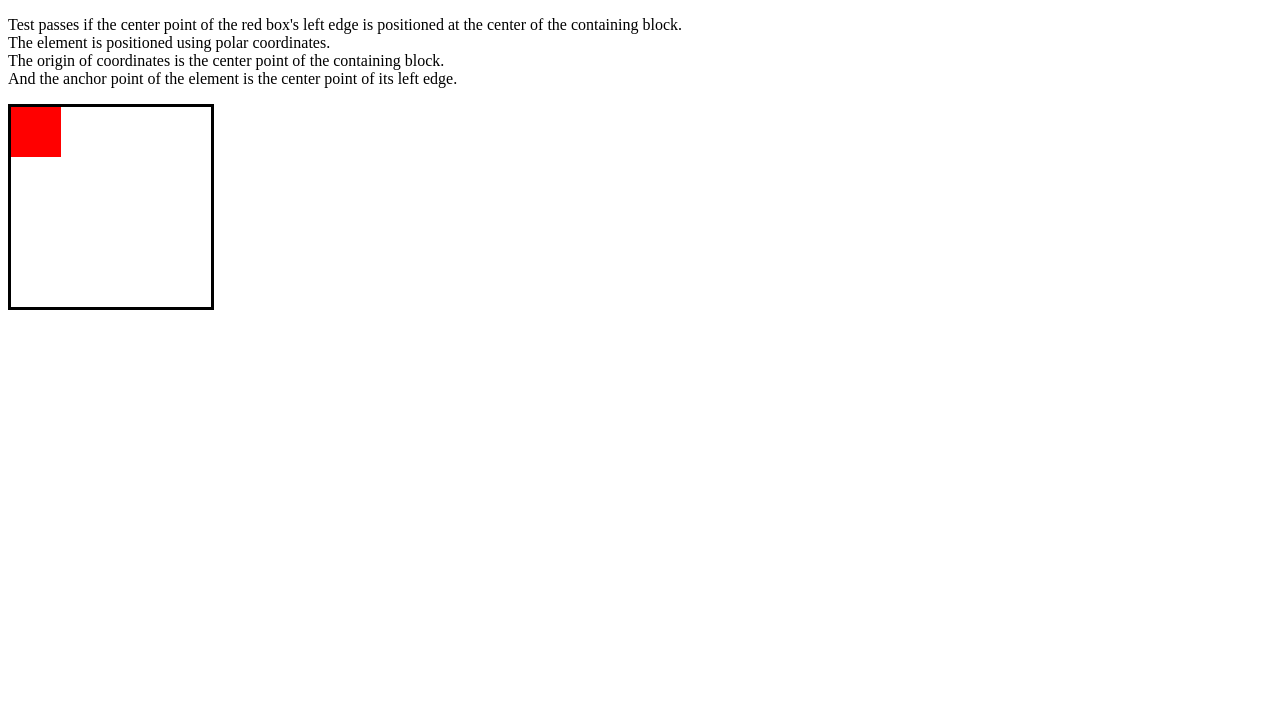 Test passes if the center point of the red box's left edge is positioned at the center of the containing block.
The element is positioned using polar coordinates.
The origin of coordinates is the center point of the containing block.
And the anchor point of the element is the center point of its left edge.